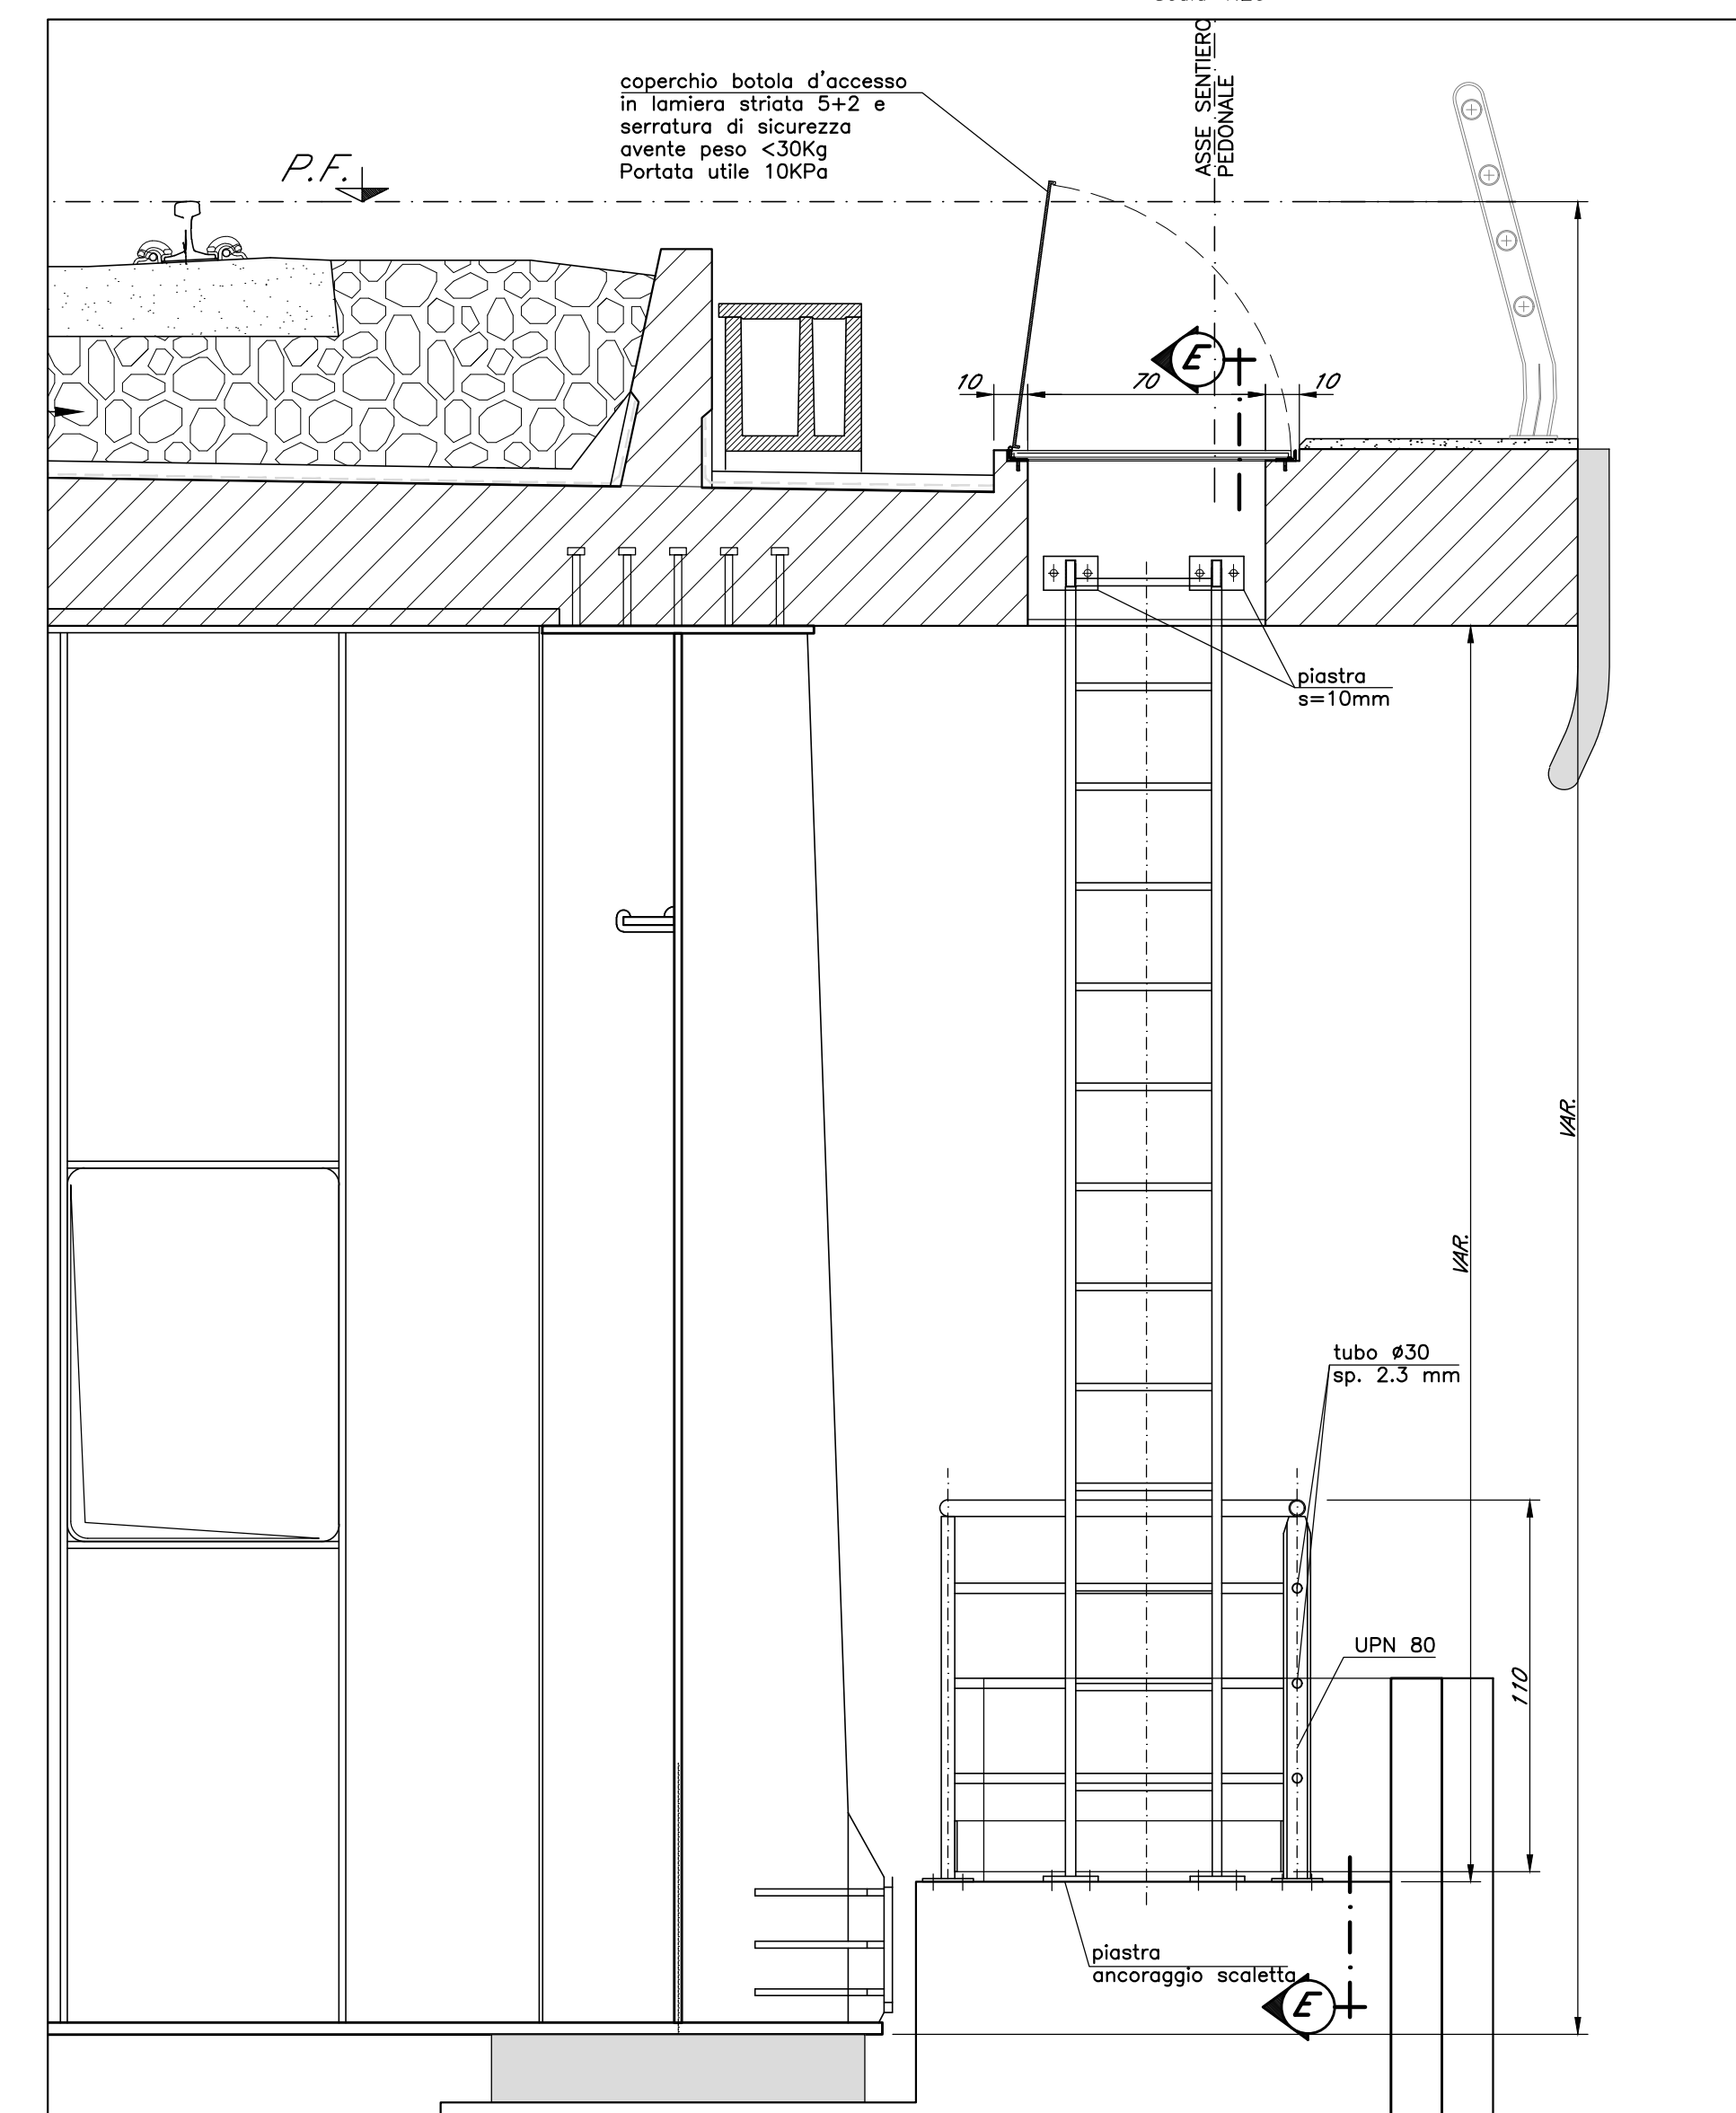 ASSE SENTIERO
PEDONALE
coperchio botola d'accesso
in lamiera striata 5+2 e
serratura di sicurezza
avente peso <30Kg
Portata utile 10KPa
P.F.
E
10
70
10
piastra
s=10mm
VAR.
VAR.
tubo ø30
sp. 2.3 mm
UPN 80
110
piastra
ancoraggio scaletta
E